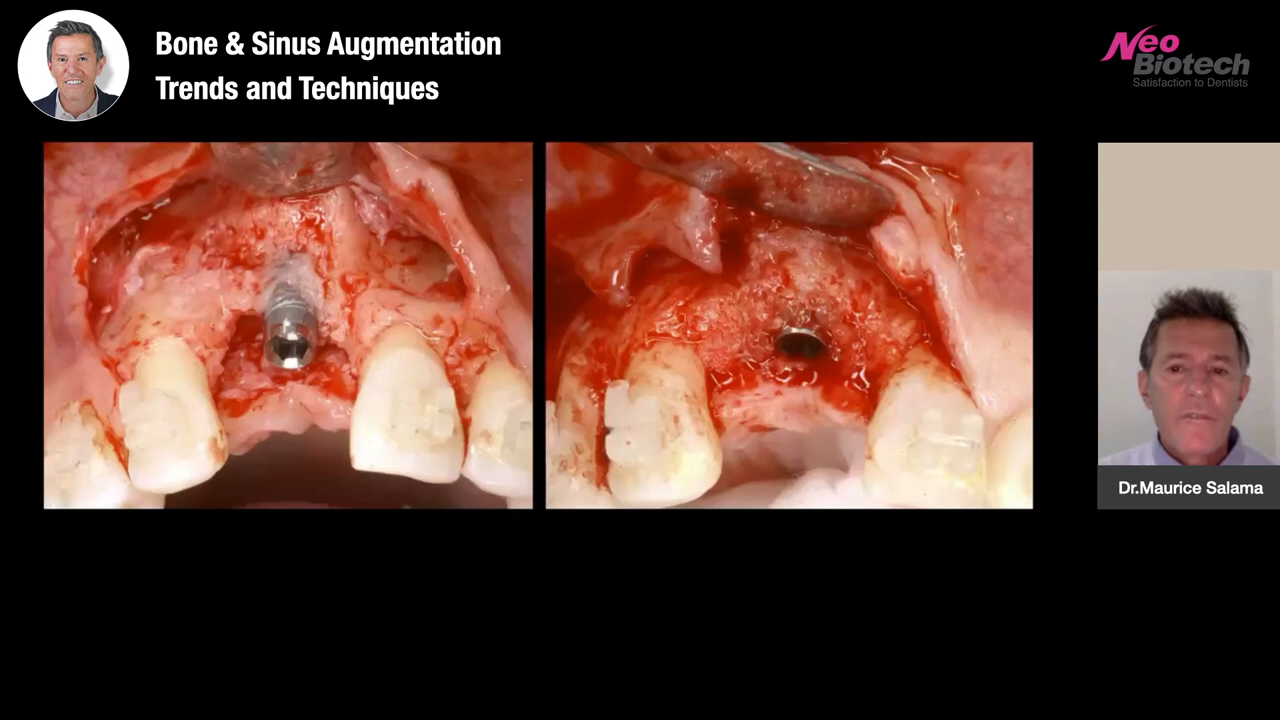 Bone & Sinus Augmentation
Trends and Techniques
Neo
Biotech
Satisfaction to Dentists
Dr.Maurice Salama